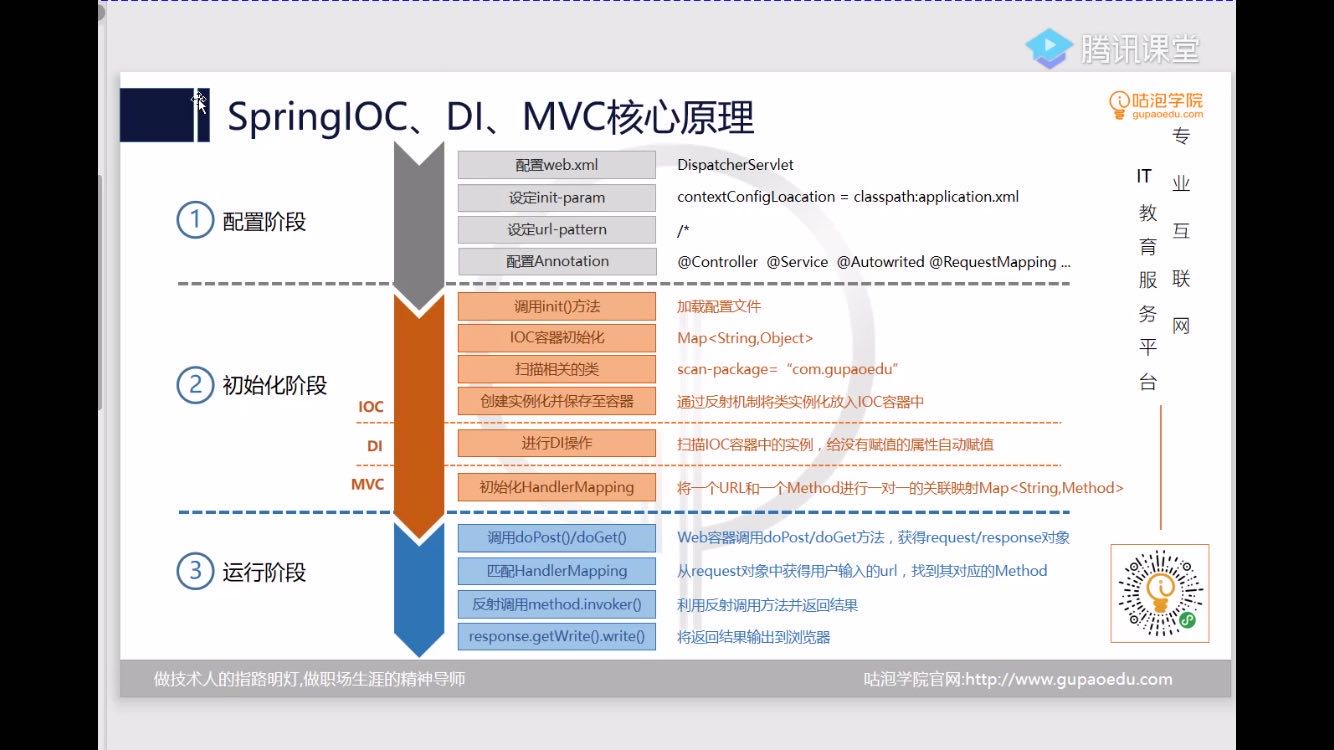 腾讯课堂
SpringIOC、DI、MVC核心原理
咕泡学院
gupaoedu.com
专业互联网
IT教育服务平台
1 配置阶段
配置web.xml DispatcherServlet
设定init-param contextConfigLoacation = classpath:application.xml
设定url-pattern /*
配置Annotation @Controller @Service @Autowrited @RequestMapping ...
2 初始化阶段
调用init()方法 加载配置文件
IOC容器初始化 Map<String,Object>
扫描相关的类 scan-package= “com.gupaoedu”
IOC 创建实例化并保存至容器 通过反射机制将类实例化放入IOC容器中
DI 进行DI操作 扫描IOC容器中的实例，给没有赋值的属性自动赋值
MVC 初始化HandlerMapping 将一个URL和一个Method进行一对一的关联映射Map<String,Method>
3 运行阶段
调用doPost()/doGet() Web容器调用doPost/doGet方法，获得request/response对象
匹配HandlerMapping 从request对象中获得用户输入的url，找到其对应的Method
反射调用method.invoker() 利用反射调用方法并返回结果
response.getWrite().write() 将返回结果输出到浏览器
做技术人的指路明灯,做职场生涯的精神导师
咕泡学院官网:http://www.gupaoedu.com